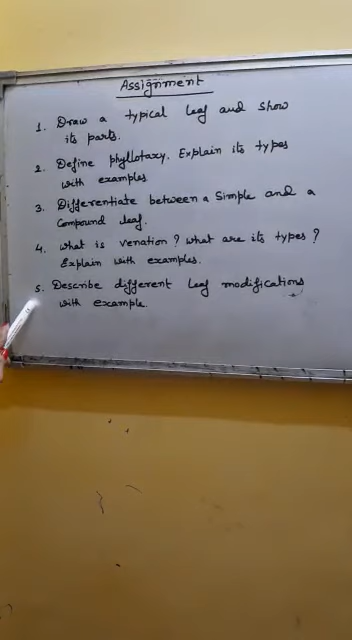 Assignment
1. Draw a typical leaf and show
its parts.
2. Define phyllotaxy. Explain its types
with examples.
3. Differentiate between a Simple and a
Compound leaf.
4. What is venation? What are its types?
Explain with examples.
5. Describe different leaf modifications
with example.